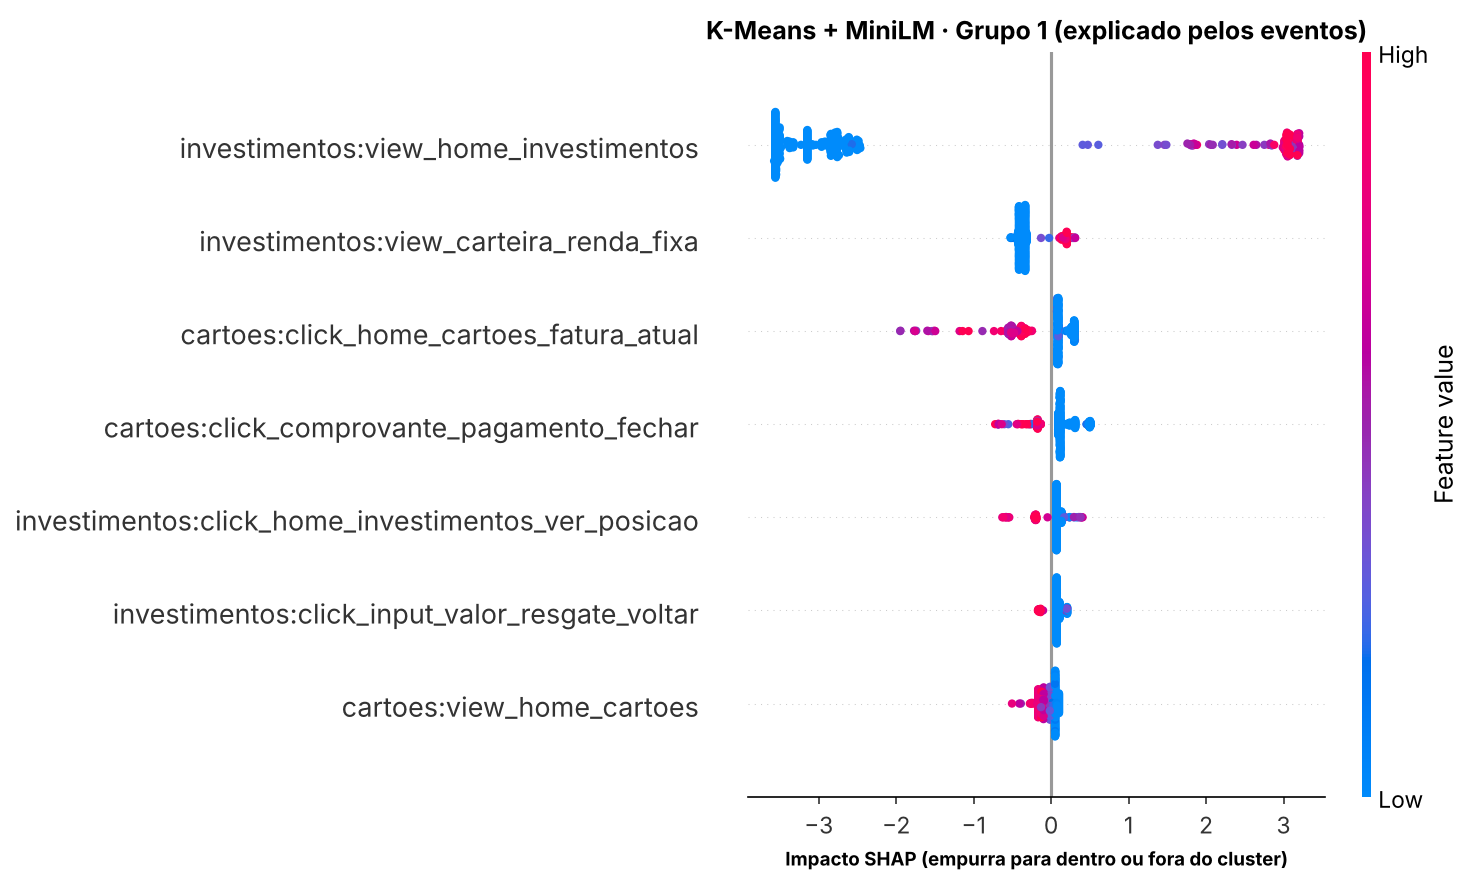 K-Means + MiniLM · Grupo 1 (explicado pelos eventos)
High
investimentos:view_home_investimentos
investimentos:view_carteira_renda_fixa
cartoes:click_home_cartoes_fatura_atual
cartoes:click_comprovante_pagamento_fechar
investimentos:click_home_investimentos_ver_posicao
investimentos:click_input_valor_resgate_voltar
cartoes:view_home_cartoes
Feature value
Low
−3 −2 −1 0 1 2 3
Impacto SHAP (empurra para dentro ou fora do cluster)